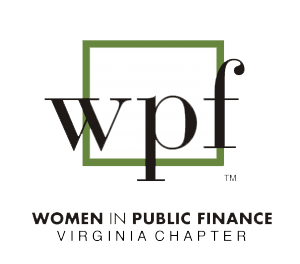 wpf
TM
WOMEN IN PUBLIC FINANCE
VIRGINIA CHAPTER